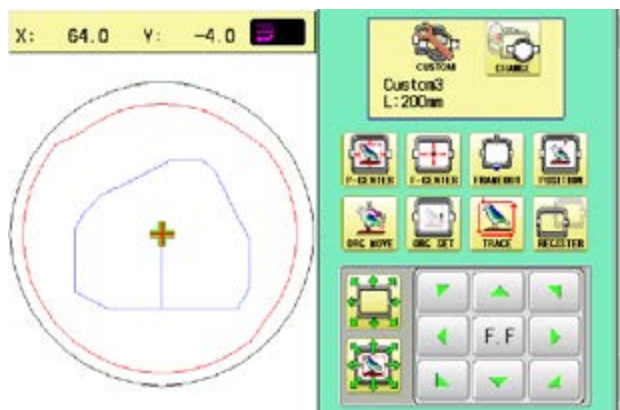 X: 64.0 Y: -4.0
CUSTOM CHANGE
Custom3
L:200mm
P-CENTER F-CENTER FRAMEOUT POSITION
ORG MOVE ORG SET TRACE REGISTER
F.F